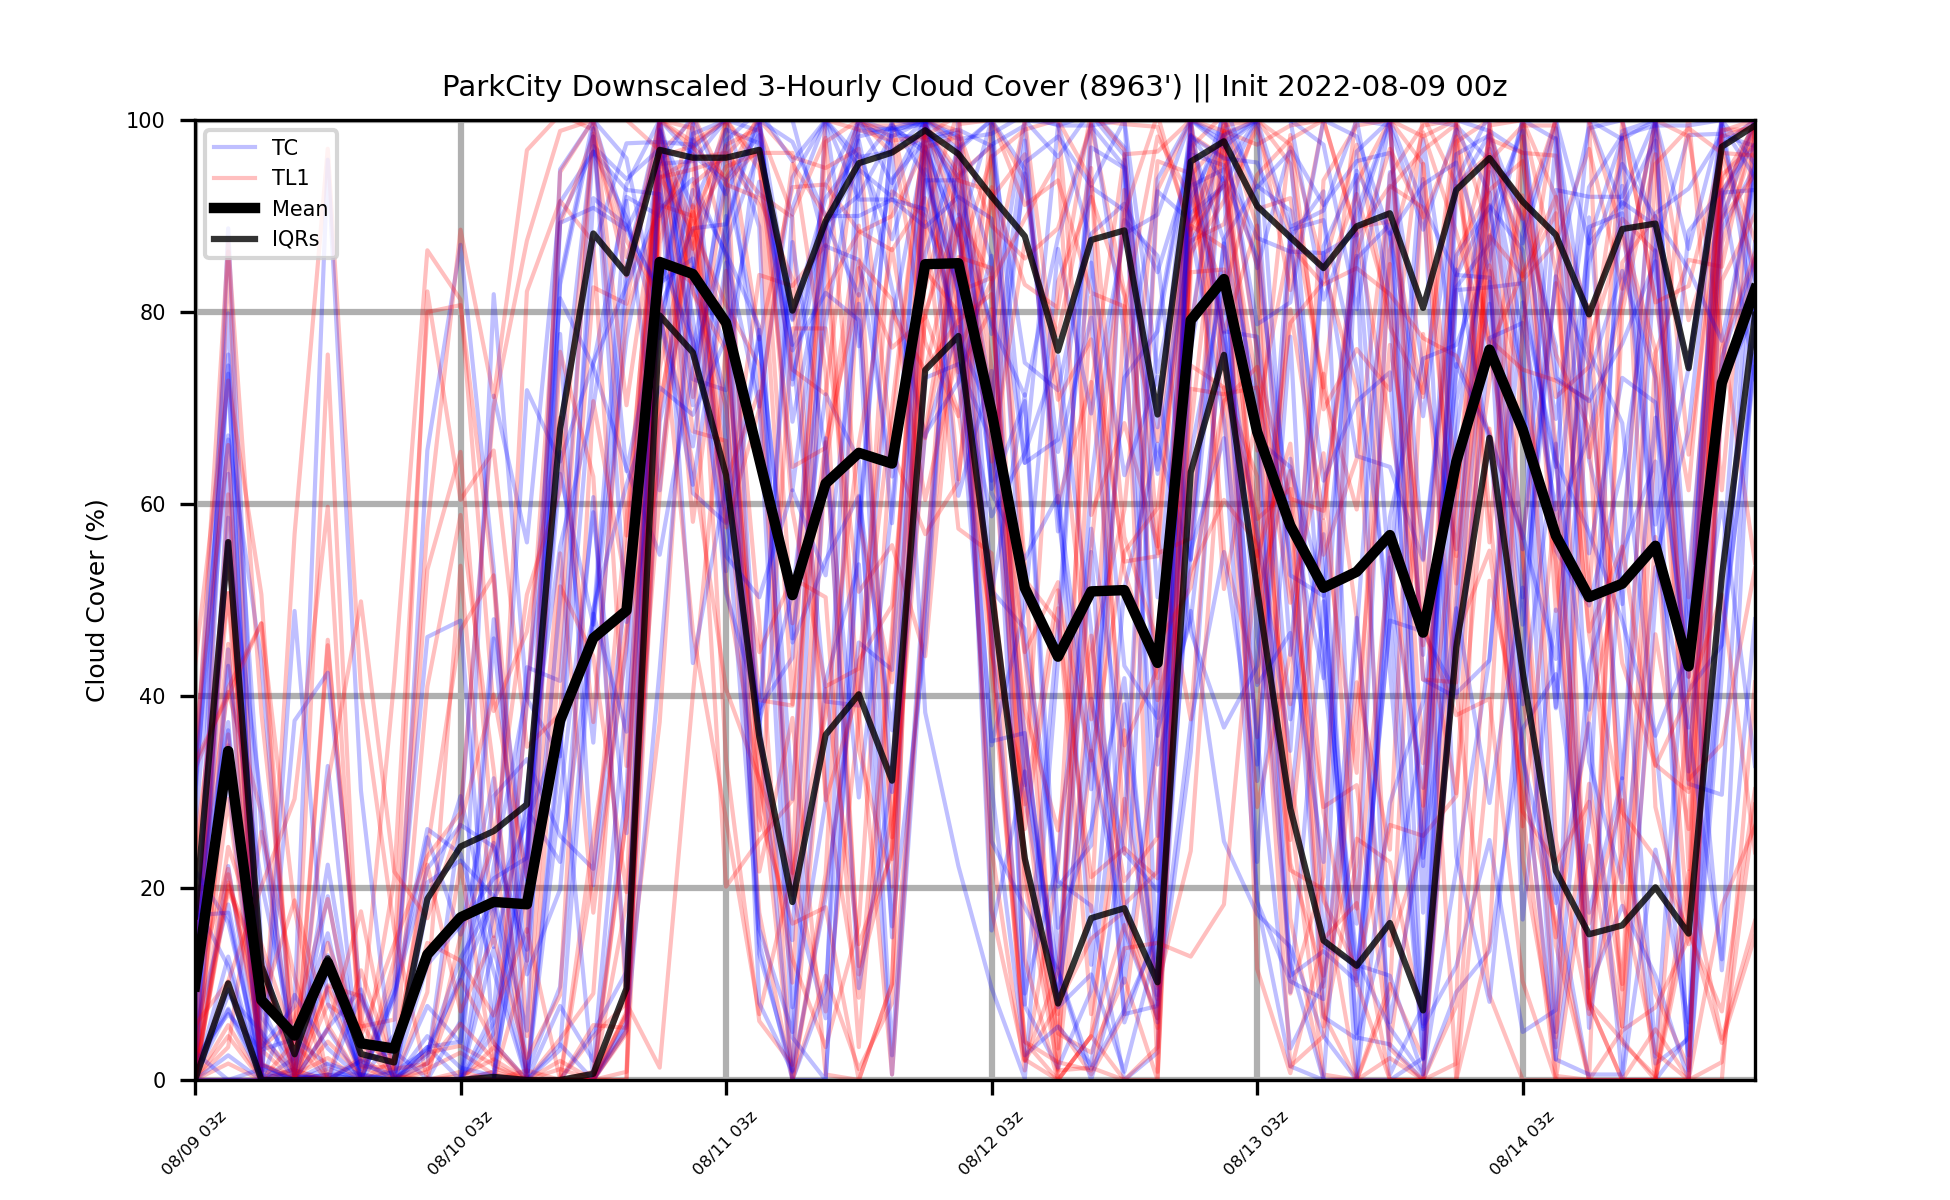 ParkCity Downscaled 3-Hourly Cloud Cover (8963') || Init 2022-08-09 00z
Cloud Cover (%)
100
80
60
40
20
0
TC
TL1
Mean
IQRs
08/09 03z
08/10 03z
08/11 03z
08/12 03z
08/13 03z
08/14 03z